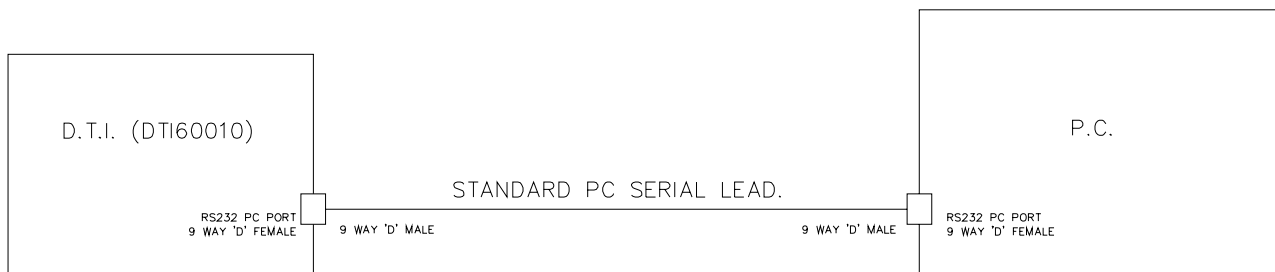 D.T.I. (DTI60010)
P.C.
STANDARD PC SERIAL LEAD.
RS232 PC PORT
9 WAY 'D' FEMALE
9 WAY 'D' MALE
9 WAY 'D' MALE
RS232 PC PORT
9 WAY 'D' FEMALE